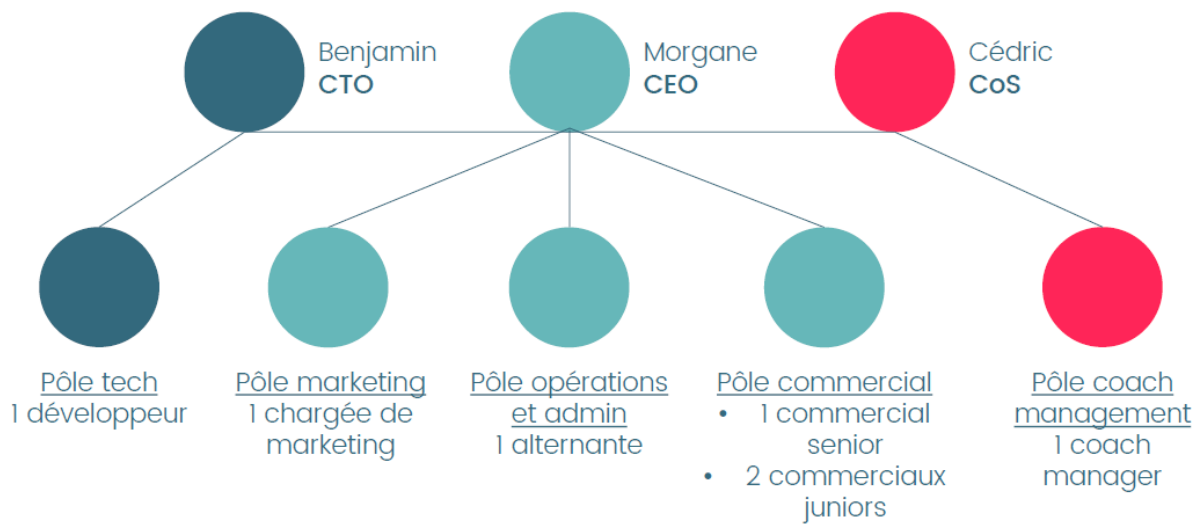 Benjamin
CTO
Morgane
CEO
Cédric
CoS
Pôle tech
1 développeur
Pôle marketing
1 chargée de
marketing
Pôle opérations
et admin
1 alternante
Pôle commercial
• 1 commercial
senior
• 2 commerciaux
juniors
Pôle coach
management
1 coach
manager